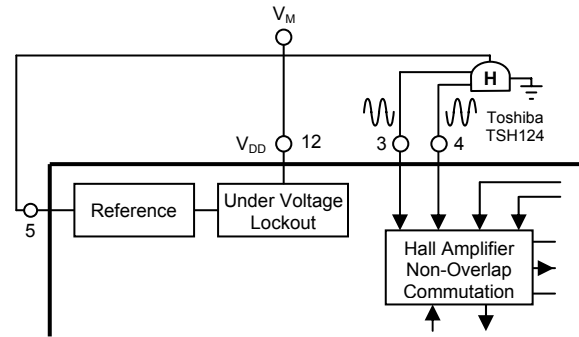 V_M
H
Toshiba
TSH124
V_DD 12
3
4
Reference
Under Voltage
Lockout
5
Hall Amplifier
Non-Overlap
Commutation